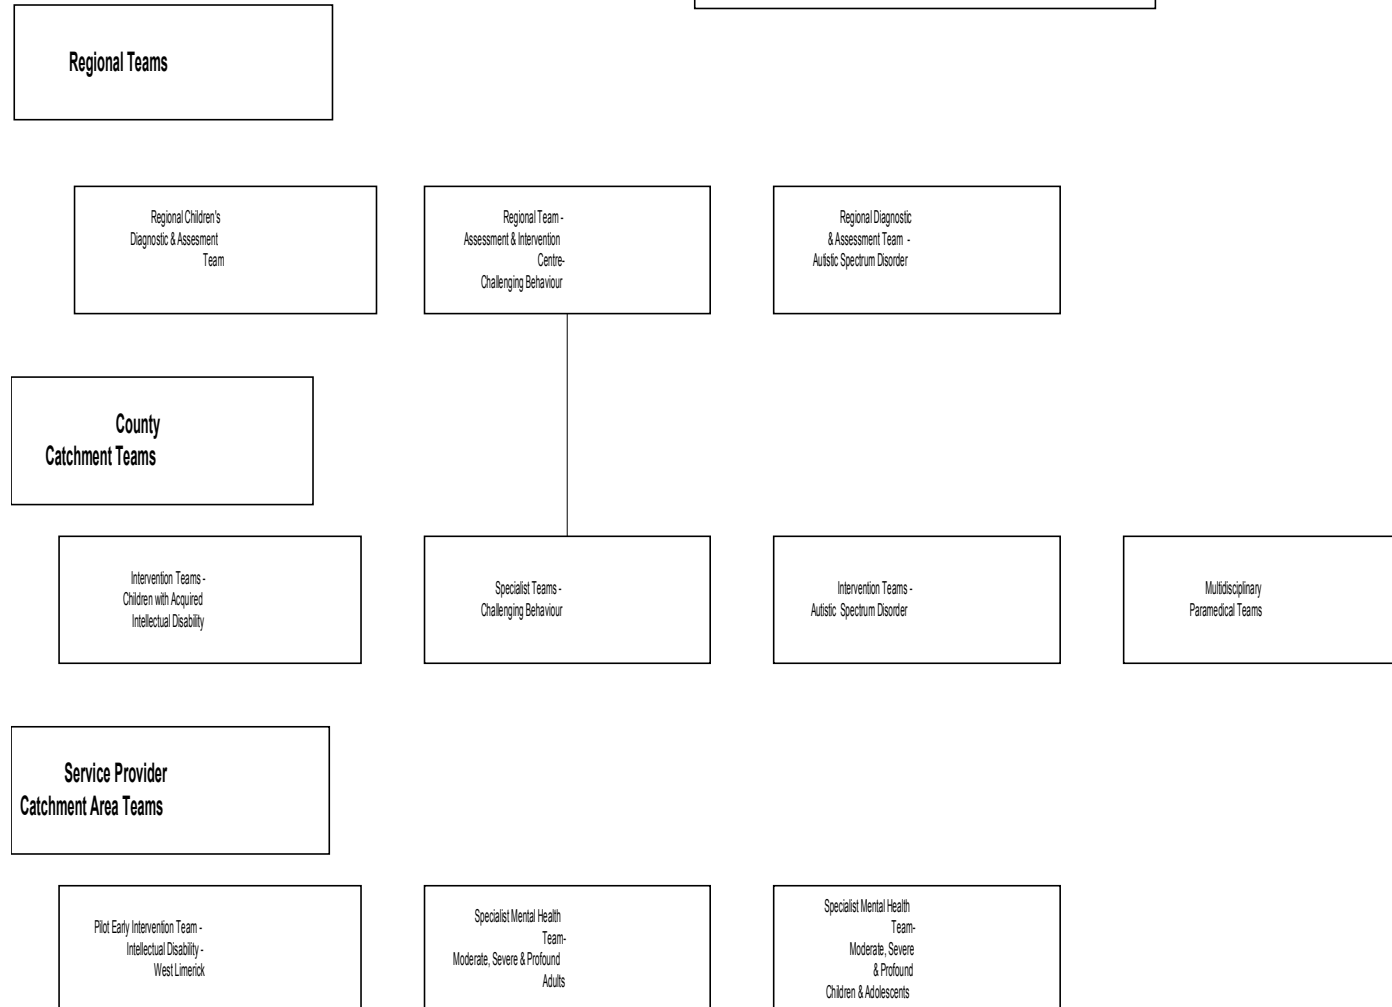 Regional Teams
Regional Children's
Diagnostic & Assesment
Team
Regional Team -
Assessment & Intervention
Centre-
Challenging Behaviour
Regional Diagnostic
& Assessment Team -
Autistic Spectrum Disorder
County
Catchment Teams
Intervention Teams -
Children with Acquired
Intellectual Disability
Specialist Teams -
Challenging Behaviour
Intervention Teams -
Autistic Spectrum Disorder
Multidisciplinary
Paramedical Teams
Service Provider
Catchment Area Teams
Pilot Early Intervention Team -
Intellectual Disability -
West Limerick
Specialist Mental Health
Team-
Moderate, Severe & Profound
Adults
Specialist Mental Health
Team-
Moderate, Severe
& Profound
Children & Adolescents